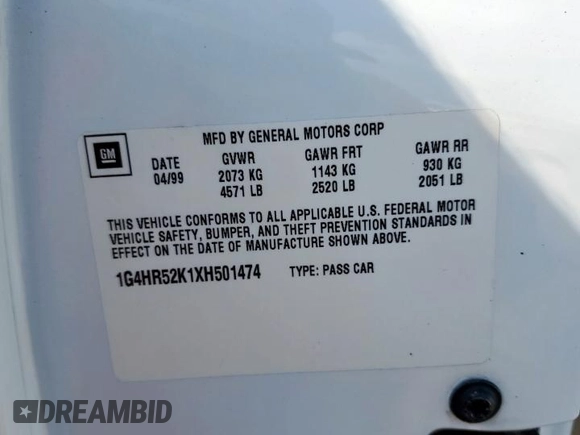 MFD BY GENERAL MOTORS CORP
GM
DATE GVWR GAWR FRT GAWR RR
04/99 2073 KG 1143 KG 930 KG
4571 LB 2520 LB 2051 LB
THIS VEHICLE CONFORMS TO ALL APPLICABLE U.S. FEDERAL MOTOR
VEHICLE SAFETY, BUMPER, AND THEFT PREVENTION STANDARDS IN
EFFECT ON THE DATE OF MANUFACTURE SHOWN ABOVE.
1G4HR52K1XH501474 TYPE: PASS CAR
DREAMBID